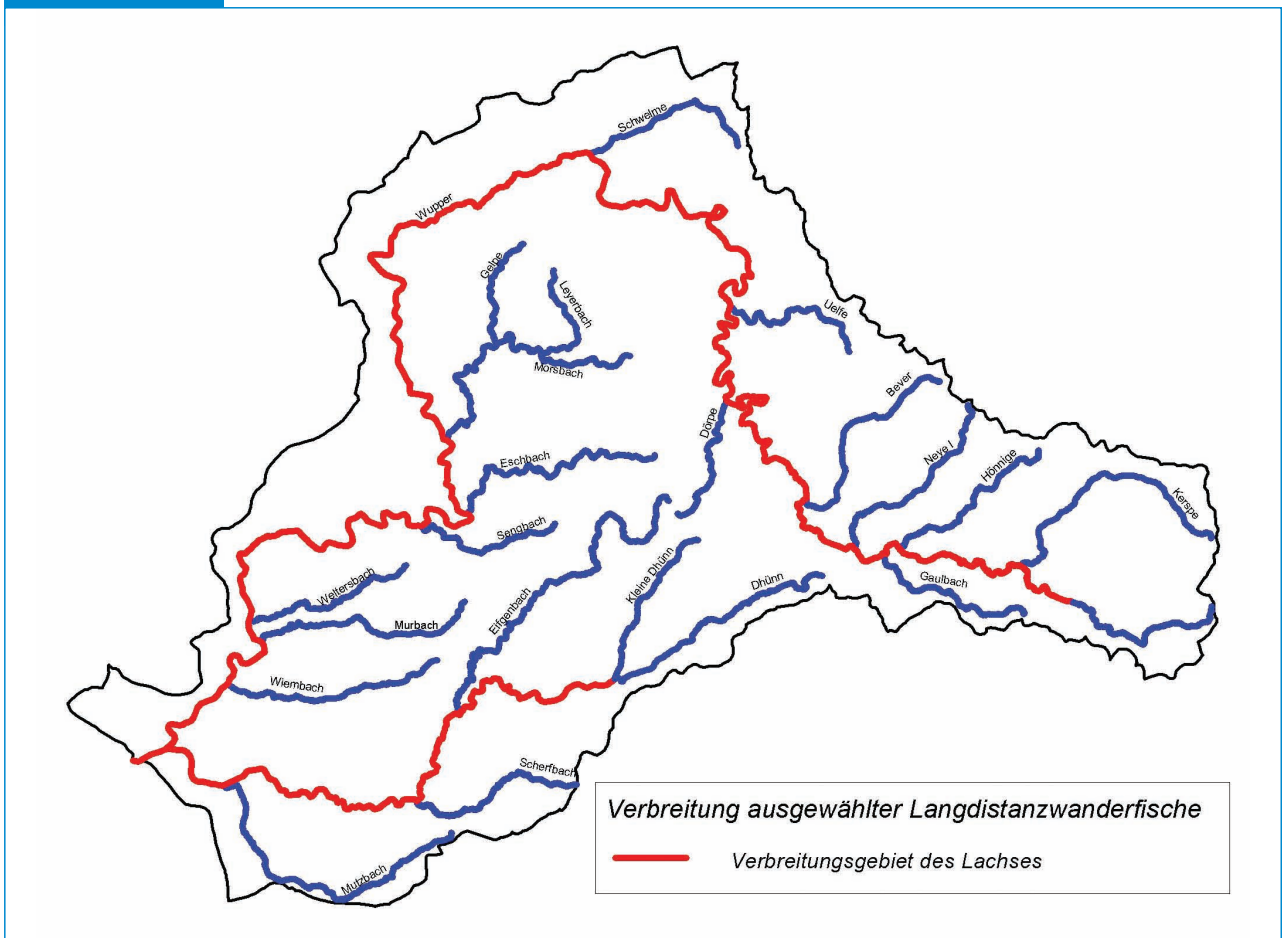 Schwelme
Wupper
Gelpe
Leyerbach
Uelfe
Morsbach
Bever
Dörpe
Neye I
Hönnige
Eschbach
Kerspe
Sengbach
Weltersbach
Kleine Dhünn
Dhünn
Gaulbach
Eifgenbach
Murbach
Wiembach
Scherfbach
Mutzbach
Verbreitung ausgewählter Langdistanzwanderfische
Verbreitungsgebiet des Lachses